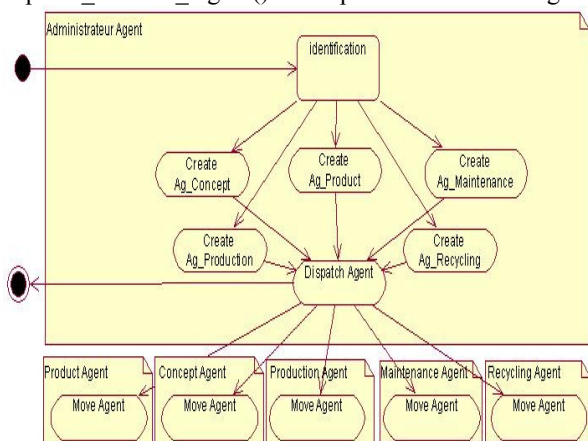 Administrateur Agent
identification
Create
Ag_Concept
Create
Ag_Product
Create
Ag_Maintenance
Create
Ag_Production
Create
Ag_Recycling
Dispatch Agent
Product Agent
Concept Agent
Production Agent
Maintenance Agent
Recycling Agent
Move Agent
Move Agent
Move Agent
Move Agent
Move Agent